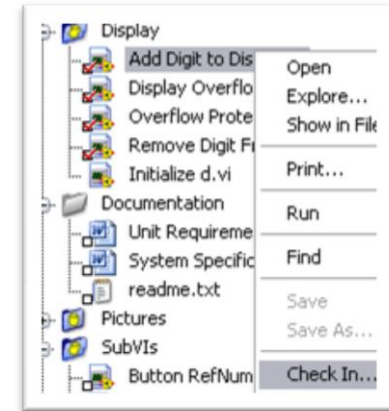 Display
Add Digit to Dis
Display Overflo
Overflow Prote
Remove Digit Fr
Initialize d.vi
Documentation
Unit Requireme
System Specific
readme.txt
Pictures
SubVIs
Button RefNum
Open
Explore...
Show in File
Print...
Run
Find
Save
Save As...
Check In...